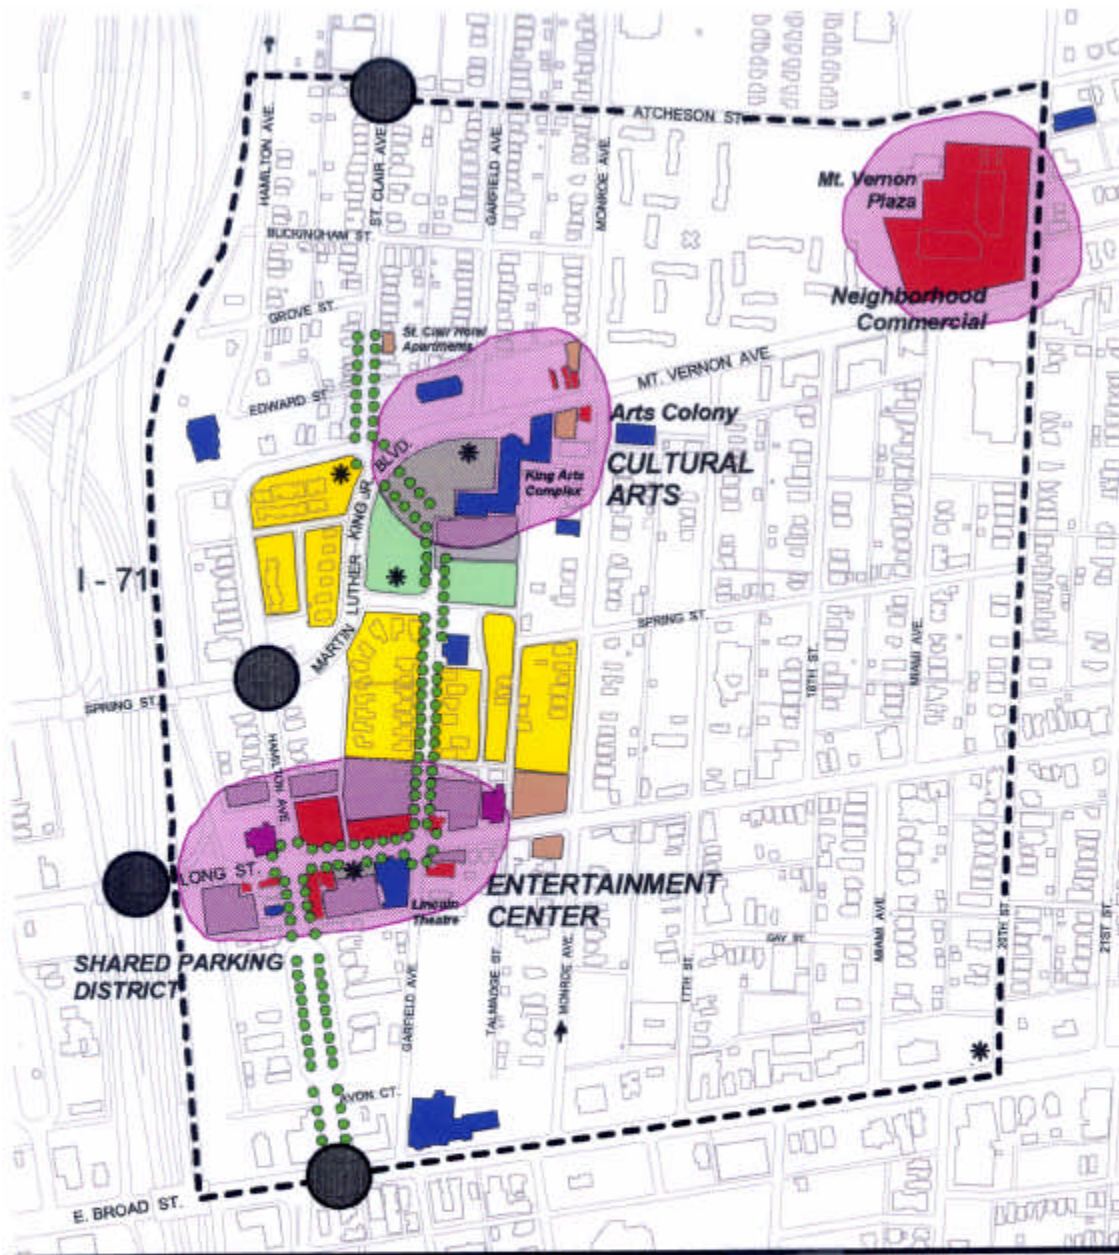 ATCHESON ST.
HAMILTON AVE.
ST. CLAIR AVE.
GARFIELD AVE.
MONROE AVE.
Mt. Vernon
Plaza
BUCKINGHAM ST.
Neighborhood
Commercial
GROVE ST.
St. Clair Hotel
Apartments
MT. VERNON AVE.
EDWARD ST.
Arts Colony
BLVD.
CULTURAL
ARTS
King Arts
Complex
MARTIN LUTHER KING JR.
I - 71
SPRING ST.
18TH ST.
MIAMI AVE.
SPRING ST.
HAMILTON AVE.
LONG ST.
ENTERTAINMENT
CENTER
Lincoln
Theatre
SHARED PARKING
DISTRICT
GARFIELD AVE.
TALMADGE ST.
MONROE AVE.
17TH ST.
GAY ST.
MIAMI AVE.
20TH ST.
21ST ST.
AVON CT.
E. BROAD ST.